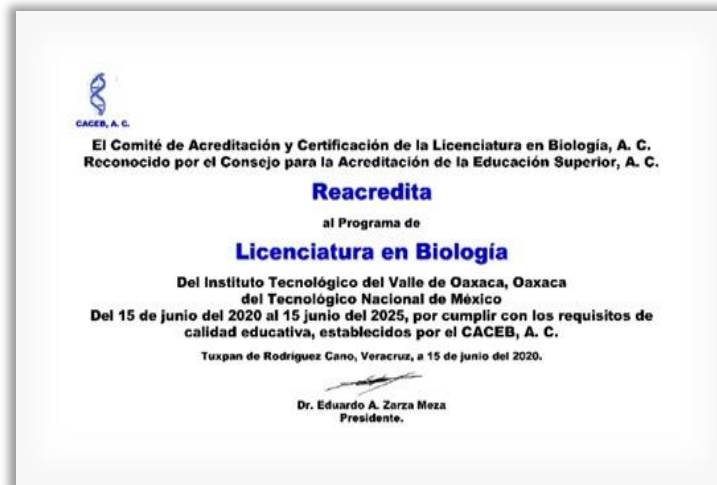 CACEB, A. C.
El Comité de Acreditación y Certificación de la Licenciatura en Biología, A. C.
Reconocido por el Consejo para la Acreditación de la Educación Superior, A. C.
Reacredita
al Programa de
Licenciatura en Biología
Del Instituto Tecnológico del Valle de Oaxaca, Oaxaca
del Tecnológico Nacional de México
Del 15 de junio del 2020 al 15 junio del 2025, por cumplir con los requisitos de
calidad educativa, establecidos por el CACEB, A. C.
Tuxpan de Rodríguez Cano, Veracruz, a 15 de junio del 2020.
Dr. Eduardo A. Zarza Meza
Presidente.